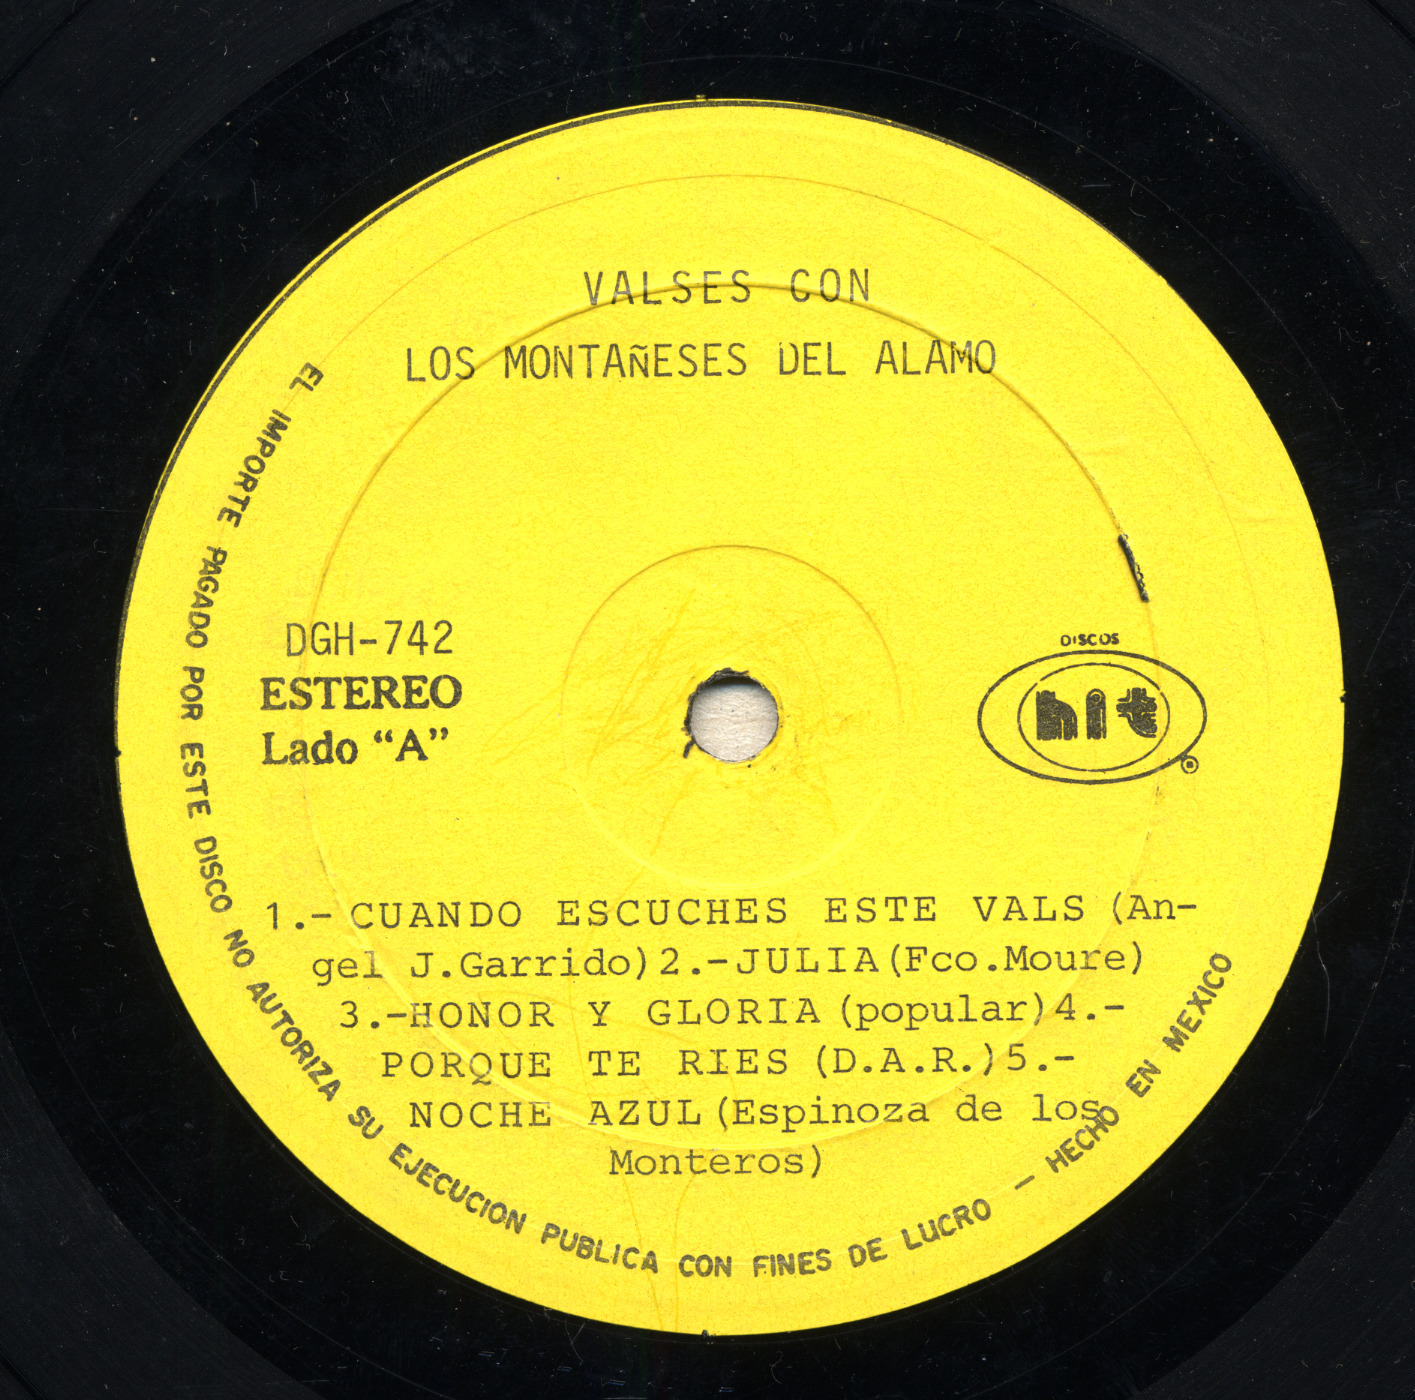 VALSES CON
LOS MONTAÑESES DEL ALAMO
DGH-742
ESTEREO
Lado “A”
DISCOS
hit
®
1.- CUANDO ESCUCHES ESTE VALS (An-
gel J.Garrido)2.-JULIA(Fco.Moure)
3.-HONOR Y GLORIA (popular)4.-
PORQUE TE RIES (D.A.R.)5.-
NOCHE AZUL(Espinoza de los
Monteros)
EL IMPORTE PAGADO POR ESTE DISCO NO AUTORIZA SU EJECUCION PUBLICA CON FINES DE LUCRO — HECHO EN MEXICO